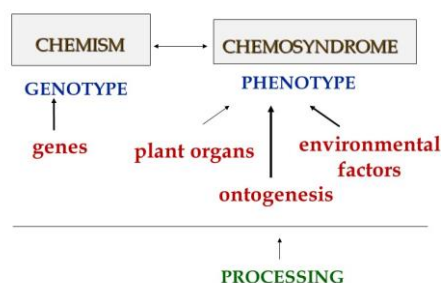 CHEMISM
CHEMOSYNDROME
GENOTYPE
PHENOTYPE
genes
plant organs
environmental
factors
ontogenesis
PROCESSING